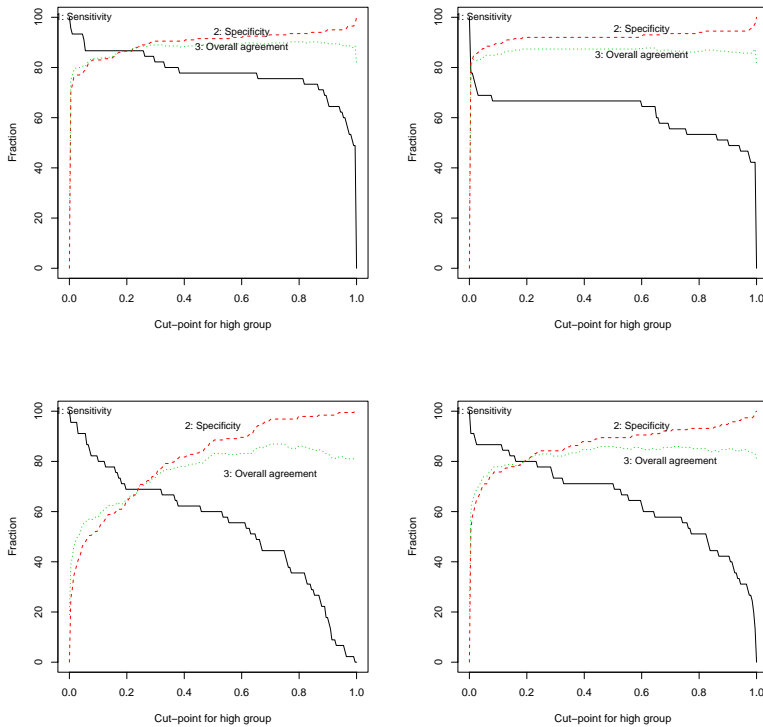 1: Sensitivity
2: Specificity
3: Overall agreement
100
80
60
40
20
0
Fraction
0.0 0.2 0.4 0.6 0.8 1.0
Cut−point for high group
1: Sensitivity
2: Specificity
3: Overall agreement
100
80
60
40
20
0
Fraction
0.0 0.2 0.4 0.6 0.8 1.0
Cut−point for high group
1: Sensitivity
2: Specificity
3: Overall agreement
100
80
60
40
20
0
Fraction
0.0 0.2 0.4 0.6 0.8 1.0
Cut−point for high group
1: Sensitivity
2: Specificity
3: Overall agreement
100
80
60
40
20
0
Fraction
0.0 0.2 0.4 0.6 0.8 1.0
Cut−point for high group